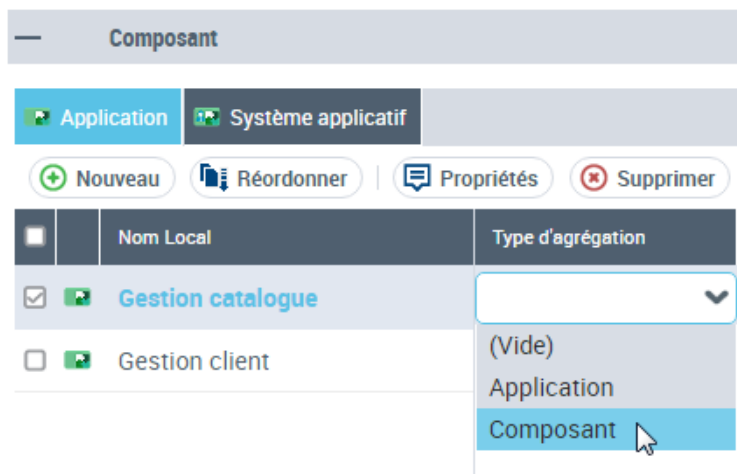 Composant
Application Système applicatif
Nouveau Réordonner Propriétés Supprimer
Nom Local Type d'agrégation
Gestion catalogue
(Vide)
Gestion client
Application
Composant